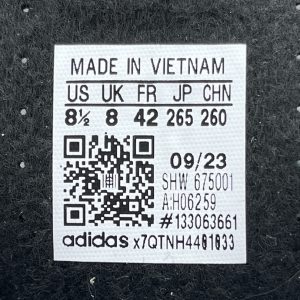 MADE IN VIETNAM
US UK FR JP CHN
8½ 8 42 265 260
09/23
SHW 675001
A:H06259
#133063661
adidas x7QTNH4401033